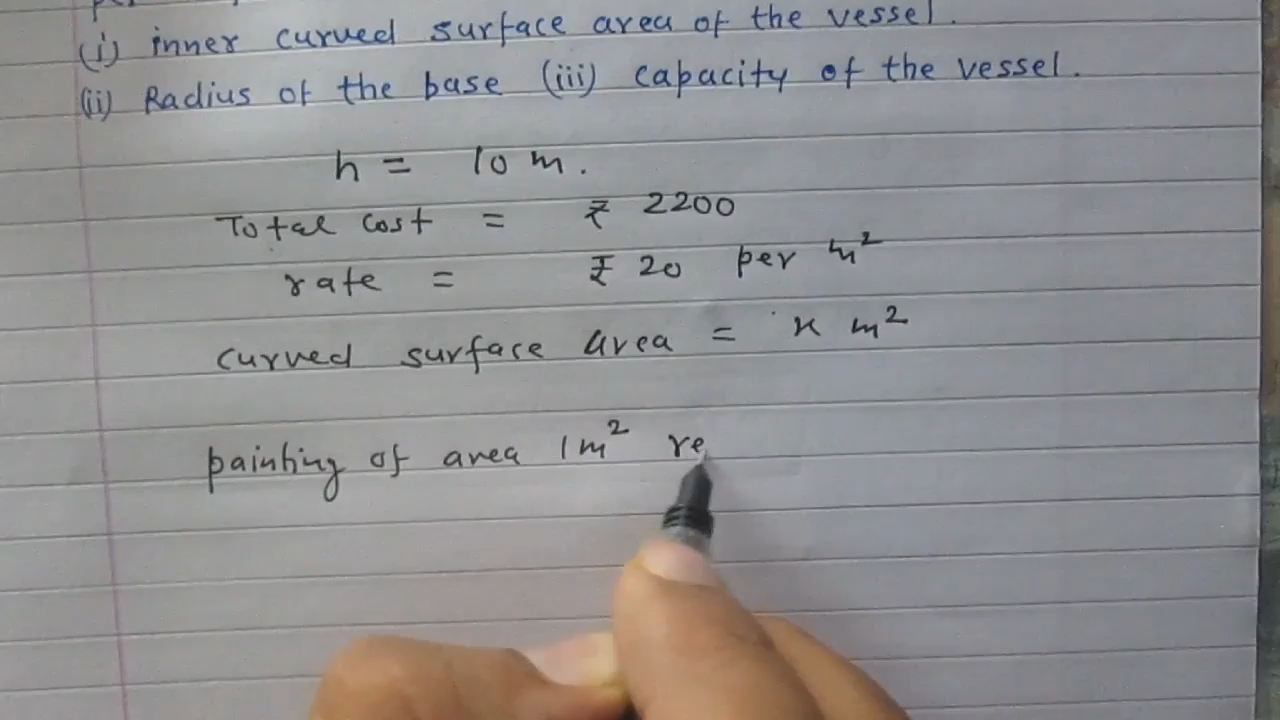 (i) inner curved surface area of the vessel.
(ii) Radius of the base (iii) capacity of the vessel.
h = 10 m.
Total cost = ₹ 2200
rate = ₹ 20 per m²
curved surface area = x m²
painting of area 1m² re